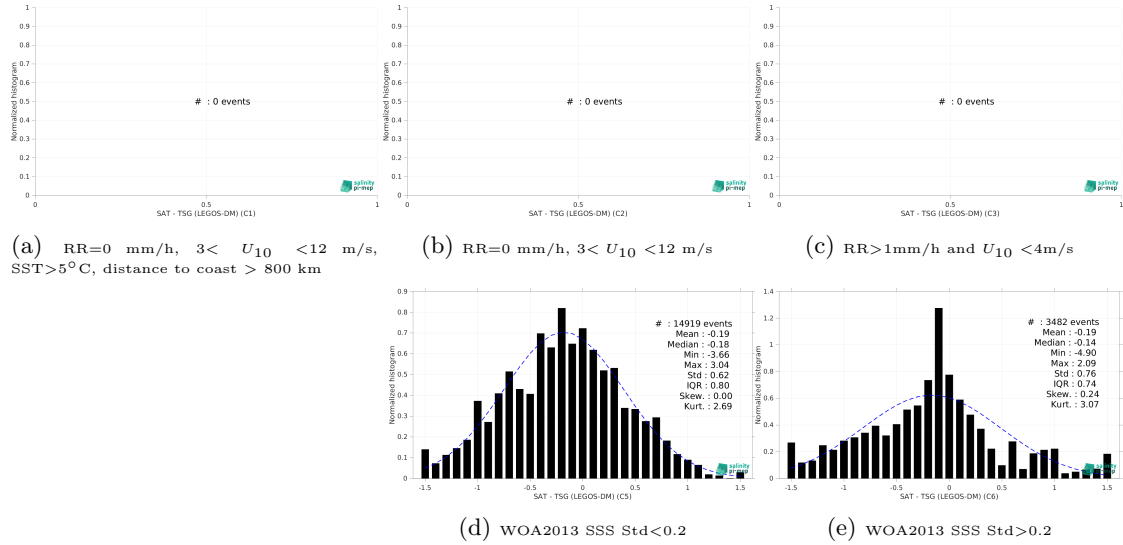 1
0.9
0.8
0.7
0.6
0.5
0.4
0.3
0.2
0.1
0
Normalized histogram
# : 0 events
salinity
pi-mep
0 0.5 1
SAT - TSG (LEGOS-DM) (C1)
(a) RR=0 mm/h, 3< U10 <12 m/s,
SST>5°C, distance to coast > 800 km
1
0.9
0.8
0.7
0.6
0.5
0.4
0.3
0.2
0.1
0
Normalized histogram
# : 0 events
salinity
pi-mep
0 0.5 1
SAT - TSG (LEGOS-DM) (C2)
(b) RR=0 mm/h, 3< U10 <12 m/s
1
0.9
0.8
0.7
0.6
0.5
0.4
0.3
0.2
0.1
0
Normalized histogram
# : 0 events
salinity
pi-mep
0 0.5 1
SAT - TSG (LEGOS-DM) (C3)
(c) RR>1mm/h and U10 <4m/s
0.9
0.8
0.7
0.6
0.5
0.4
0.3
0.2
0.1
0
Normalized histogram
# : 14919 events
Mean : -0.19
Median : -0.18
Min : -3.66
Max : 3.04
Std : 0.62
IQR : 0.80
Skew. : 0.00
Kurt. : 2.69
salinity
pi-mep
-1.5 -1 -0.5 0 0.5 1 1.5
SAT - TSG (LEGOS-DM) (C5)
(d) WOA2013 SSS Std<0.2
1.4
1.2
1
0.8
0.6
0.4
0.2
0
Normalized histogram
# : 3482 events
Mean : -0.19
Median : -0.14
Min : -4.90
Max : 2.09
Std : 0.76
IQR : 0.74
Skew. : 0.24
Kurt. : 3.07
salinity
pi-mep
-1.5 -1 -0.5 0 0.5 1 1.5
SAT - TSG (LEGOS-DM) (C6)
(e) WOA2013 SSS Std>0.2